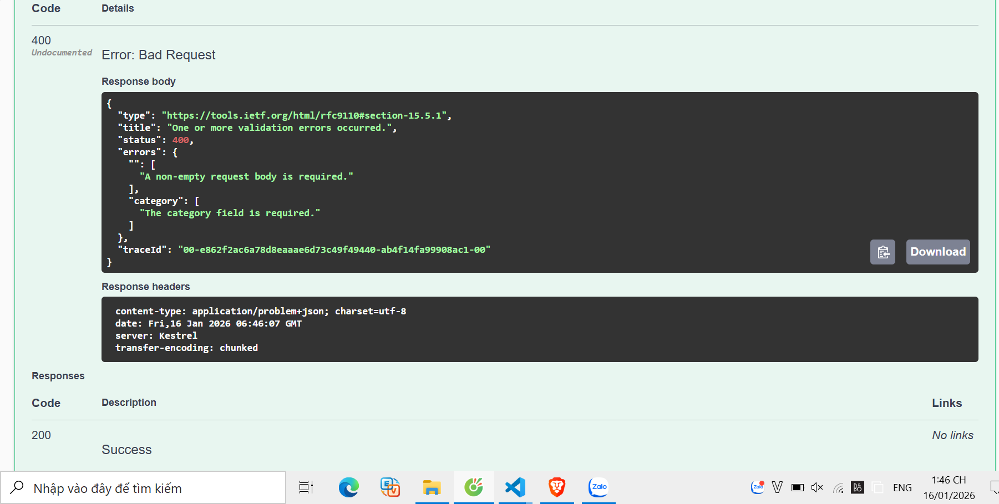 Code Details
400
Undocumented
Error: Bad Request
Response body
{
  "type": "https://tools.ietf.org/html/rfc9110#section-15.5.1",
  "title": "One or more validation errors occurred.",
  "status": 400,
  "errors": {
    "": [
      "A non-empty request body is required."
    ],
    "category": [
      "The category field is required."
    ]
  },
  "traceId": "00-e862f2ac6a78d8eaaae6d73c49f49440-ab4f14fa99908ac1-00"
}
Download
Response headers
content-type: application/problem+json; charset=utf-8
date: Fri,16 Jan 2026 06:46:07 GMT
server: Kestrel
transfer-encoding: chunked
Responses
Code Description Links
200 No links
Success
Nhập vào đây để tìm kiếm
E V
Zalo
Zalo
V
Bộ
ENG
1:46 CH
16/01/2026